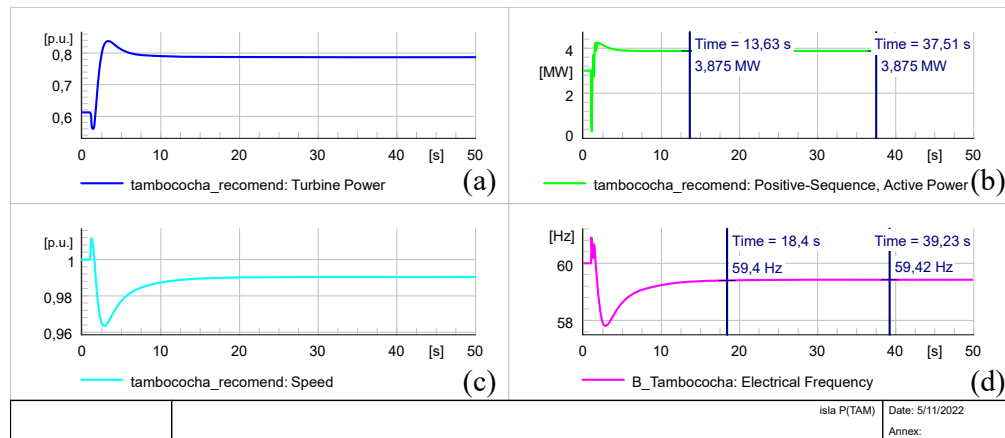 [p.u.]
0,8
0,7
0,6
0 10 20 30 40 [s] 50
tambococha_recomend: Turbine Power
(a)
[MW]
4
2
0
Time = 13,63 s
3,875 MW
Time = 37,51 s
3,875 MW
0 10 20 30 40 [s] 50
tambococha_recomend: Positive-Sequence, Active Power
(b)
[p.u.]
1
0,98
0,96
0 10 20 30 40 [s] 50
tambococha_recomend: Speed
(c)
[Hz]
60
58
Time = 18,4 s
59,4 Hz
Time = 39,23 s
59,42 Hz
0 10 20 30 40 [s] 50
B_Tambococha: Electrical Frequency
(d)
isla P(TAM)
Date: 5/11/2022
Annex: